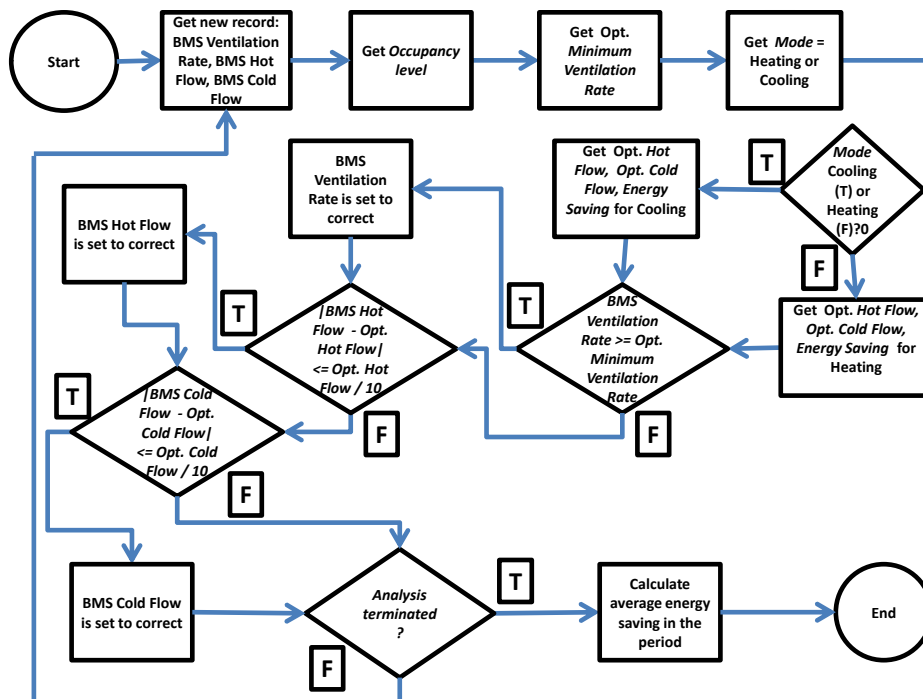 Start
Get new record:
BMS Ventilation
Rate, BMS Hot
Flow, BMS Cold
Flow
Get Occupancy
level
Get Opt.
Minimum
Ventilation
Rate
Get Mode =
Heating or
Cooling
Mode
Cooling
(T) or
Heating
(F)?0
T
F
Get Opt. Hot
Flow, Opt. Cold
Flow, Energy
Saving for Cooling
Get Opt. Hot Flow,
Opt. Cold Flow,
Energy Saving for
Heating
BMS
Ventilation
Rate >= Opt.
Minimum
Ventilation
Rate
T
F
BMS
Ventilation
Rate is set to
correct
|BMS Hot
Flow - Opt.
Hot Flow|
<= Opt. Hot
Flow / 10
T
F
BMS Hot Flow
is set to correct
|BMS Cold
Flow - Opt.
Cold Flow|
<= Opt. Cold
Flow / 10
T
F
BMS Cold Flow
is set to correct
Analysis
terminated
?
T
F
Calculate
average energy
saving in the
period
End